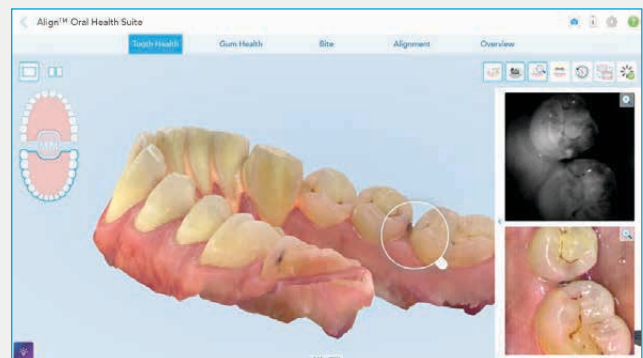 Align™ Oral Health Suite
Tooth Health
Gum Health
Bite
Alignment
Overview